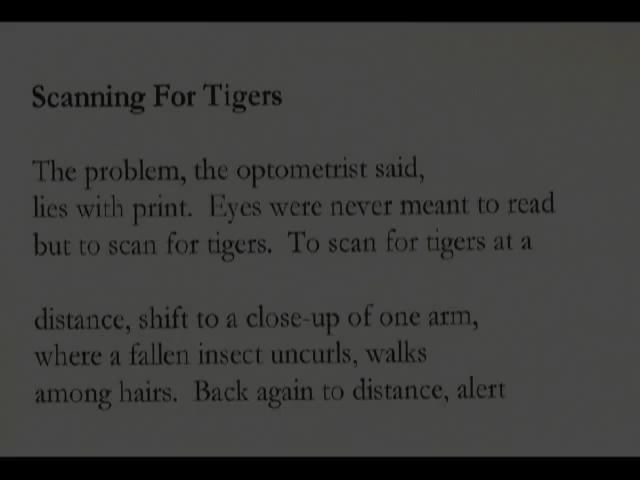 Scanning For Tigers
The problem, the optometrist said,
lies with print.  Eyes were never meant to read
but to scan for tigers.  To scan for tigers at a
distance, shift to a close-up of one arm,
where a fallen insect uncurls, walks
among hairs.  Back again to distance, alert